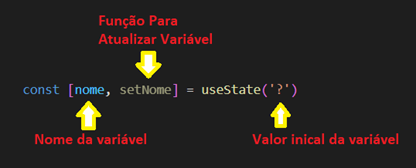 Função Para
Atualizar Variável
const [nome, setNome] = useState('?')
Nome da variável
Valor inical da variável